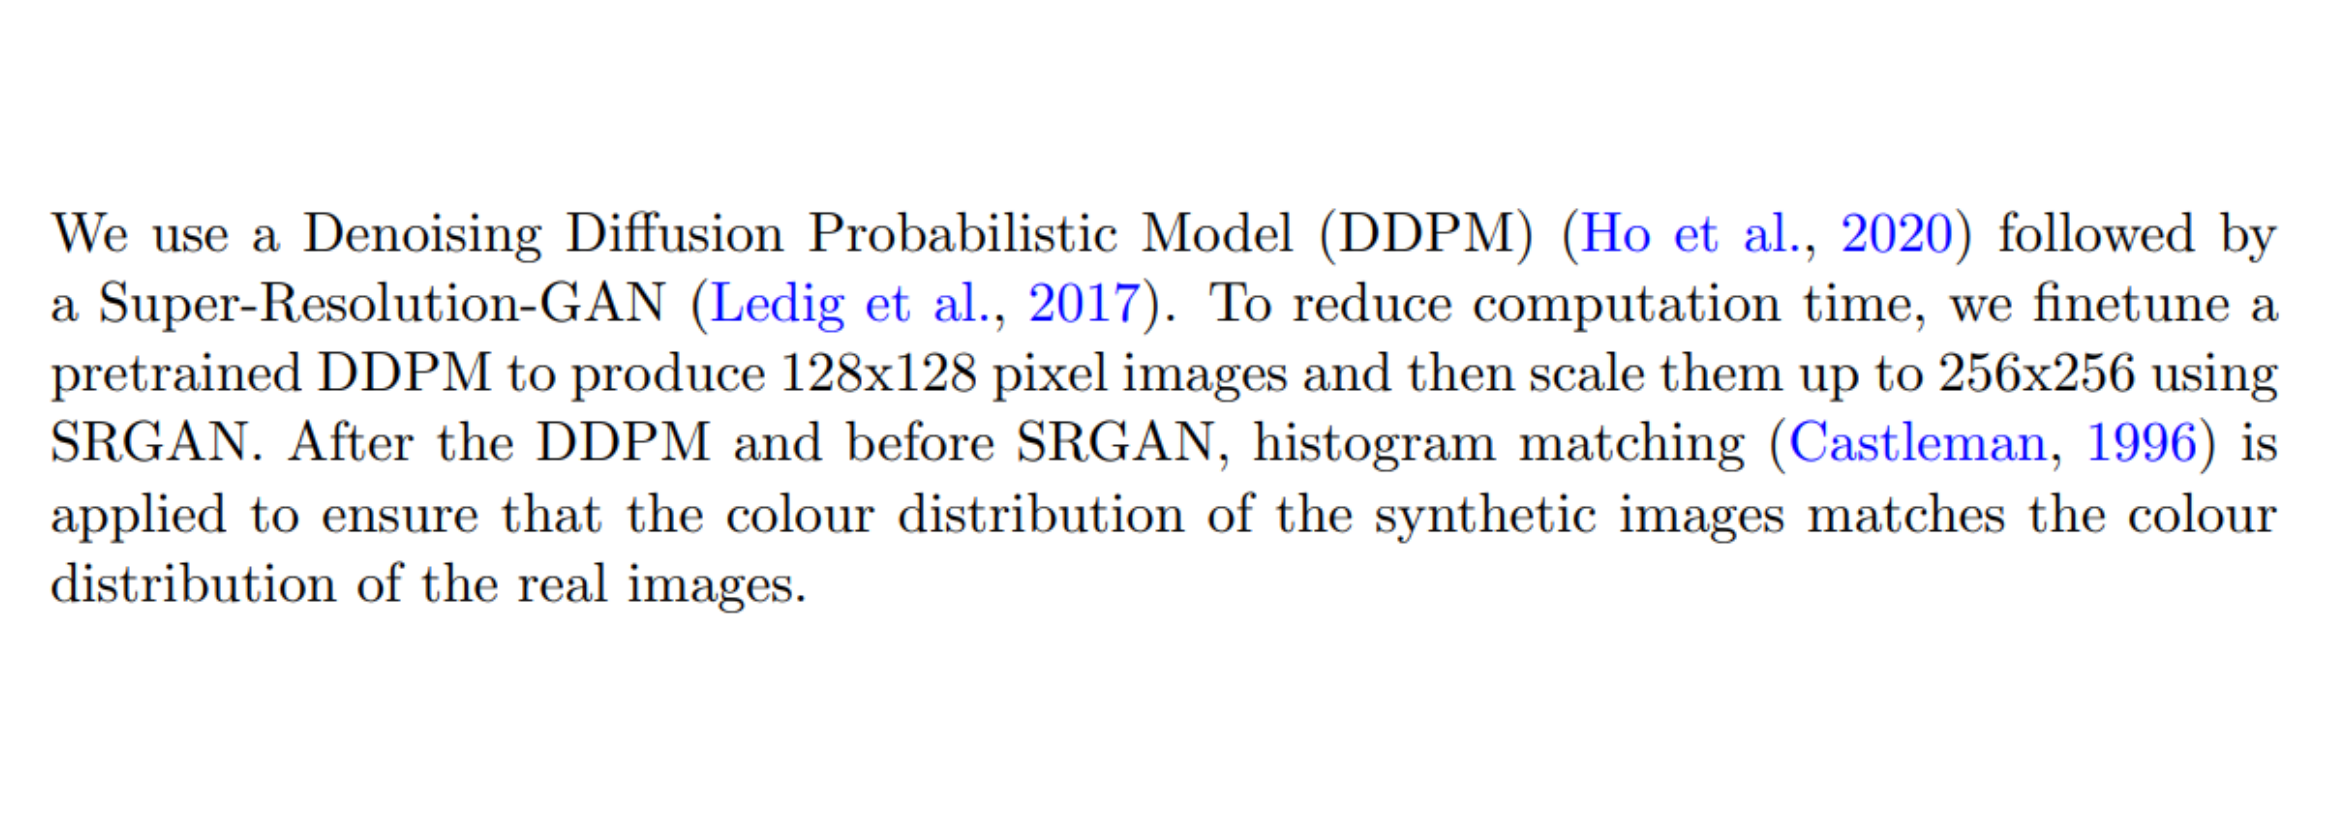 We use a Denoising Diffusion Probabilistic Model (DDPM) (Ho et al., 2020) followed by
a Super-Resolution-GAN (Ledig et al., 2017). To reduce computation time, we finetune a
pretrained DDPM to produce 128x128 pixel images and then scale them up to 256x256 using
SRGAN. After the DDPM and before SRGAN, histogram matching (Castleman, 1996) is
applied to ensure that the colour distribution of the synthetic images matches the colour
distribution of the real images.